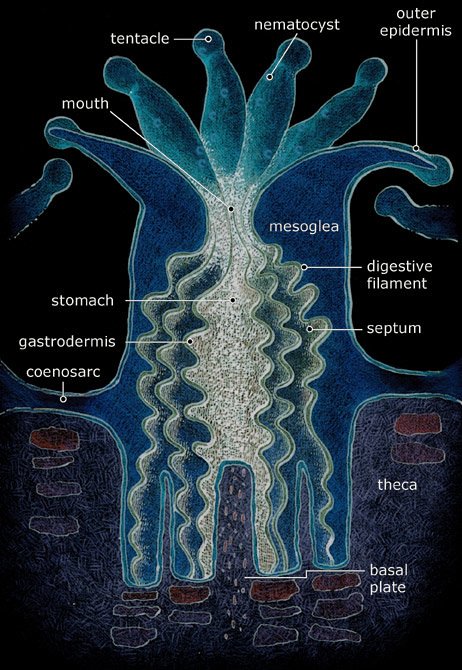 outer
epidermis
nematocyst
tentacle
mouth
mesoglea
digestive
filament
stomach
septum
gastrodermis
coenosarc
theca
basal
plate